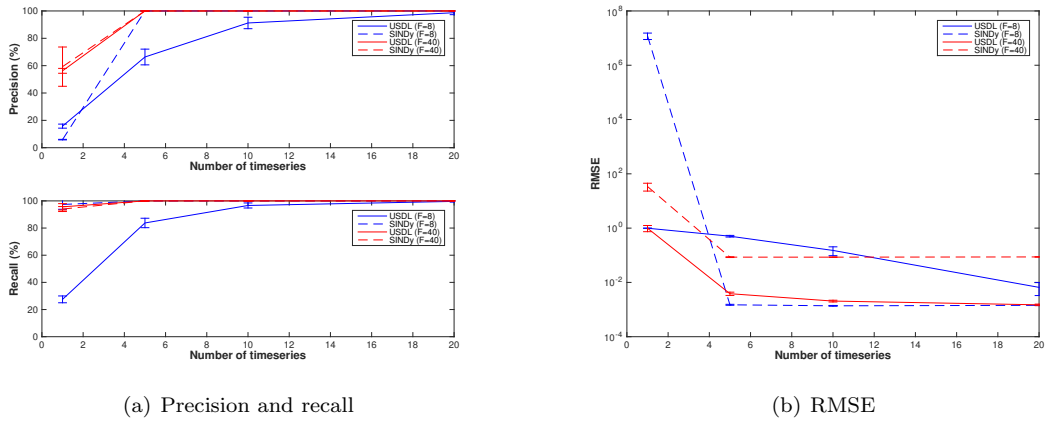 100
80
60
40
20
0
Precision (%)
0 2 4 6 8 10 12 14 16 18 20
Number of timeseries
USDL (F=8)
SINDy (F=8)
USDL (F=40)
SINDy (F=40)
100
80
60
40
20
0
Recall (%)
0 2 4 6 8 10 12 14 16 18 20
Number of timeseries
USDL (F=8)
SINDy (F=8)
USDL (F=40)
SINDy (F=40)
(a) Precision and recall
10^8
10^6
10^4
10^2
10^0
10^-2
10^-4
RMSE
0 2 4 6 8 10 12 14 16 18 20
Number of timeseries
USDL (F=8)
SINDy (F=8)
USDL (F=40)
SINDy (F=40)
(b) RMSE